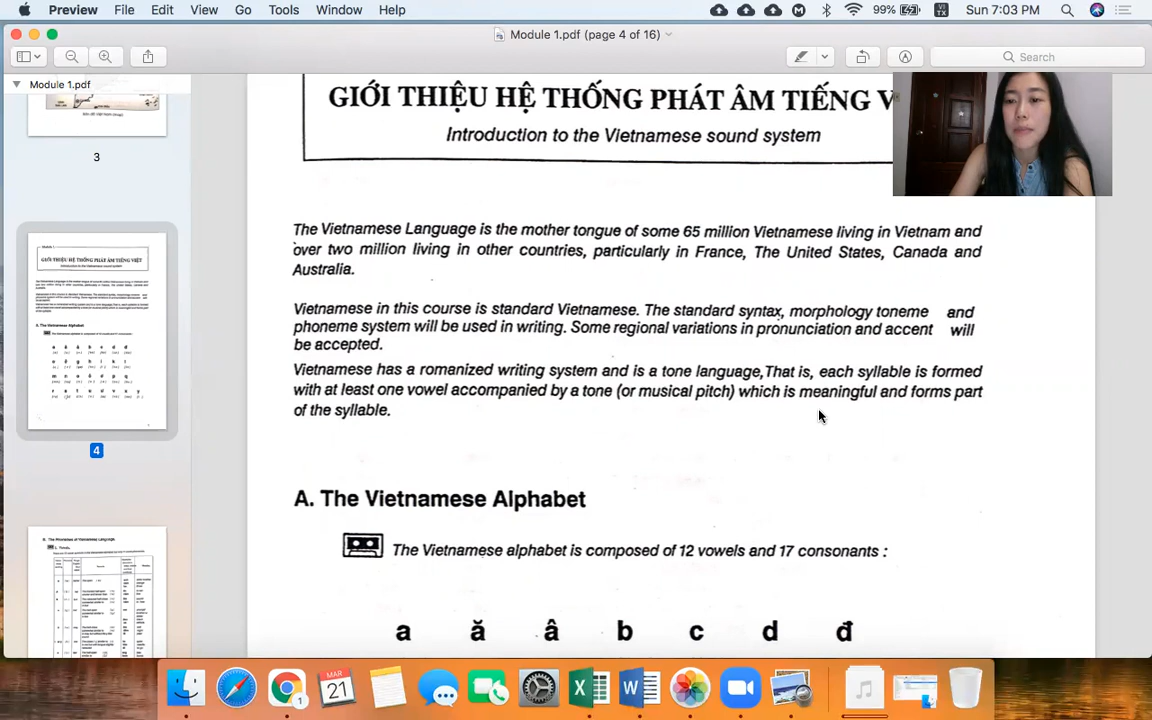 Preview File Edit View Go Tools Window Help 99% VI TX Sun 7:03 PM
Module 1.pdf (page 4 of 16)
Search
Module 1.pdf
3
4
GIỚI THIỆU HỆ THỐNG PHÁT ÂM TIẾNG V
Introduction to the Vietnamese sound system
The Vietnamese Language is the mother tongue of some 65 million Vietnamese living in Vietnam and
over two million living in other countries, particularly in France, The United States, Canada and
Australia.
Vietnamese in this course is standard Vietnamese. The standard syntax, morphology toneme and
phoneme system will be used in writing. Some regional variations in pronunciation and accent will
be accepted.
Vietnamese has a romanized writing system and is a tone language,That is, each syllable is formed
with at least one vowel accompanied by a tone (or musical pitch) which is meaningful and forms part
of the syllable.
A. The Vietnamese Alphabet
The Vietnamese alphabet is composed of 12 vowels and 17 consonants :
a ă â b c d đ
MAR
21
1